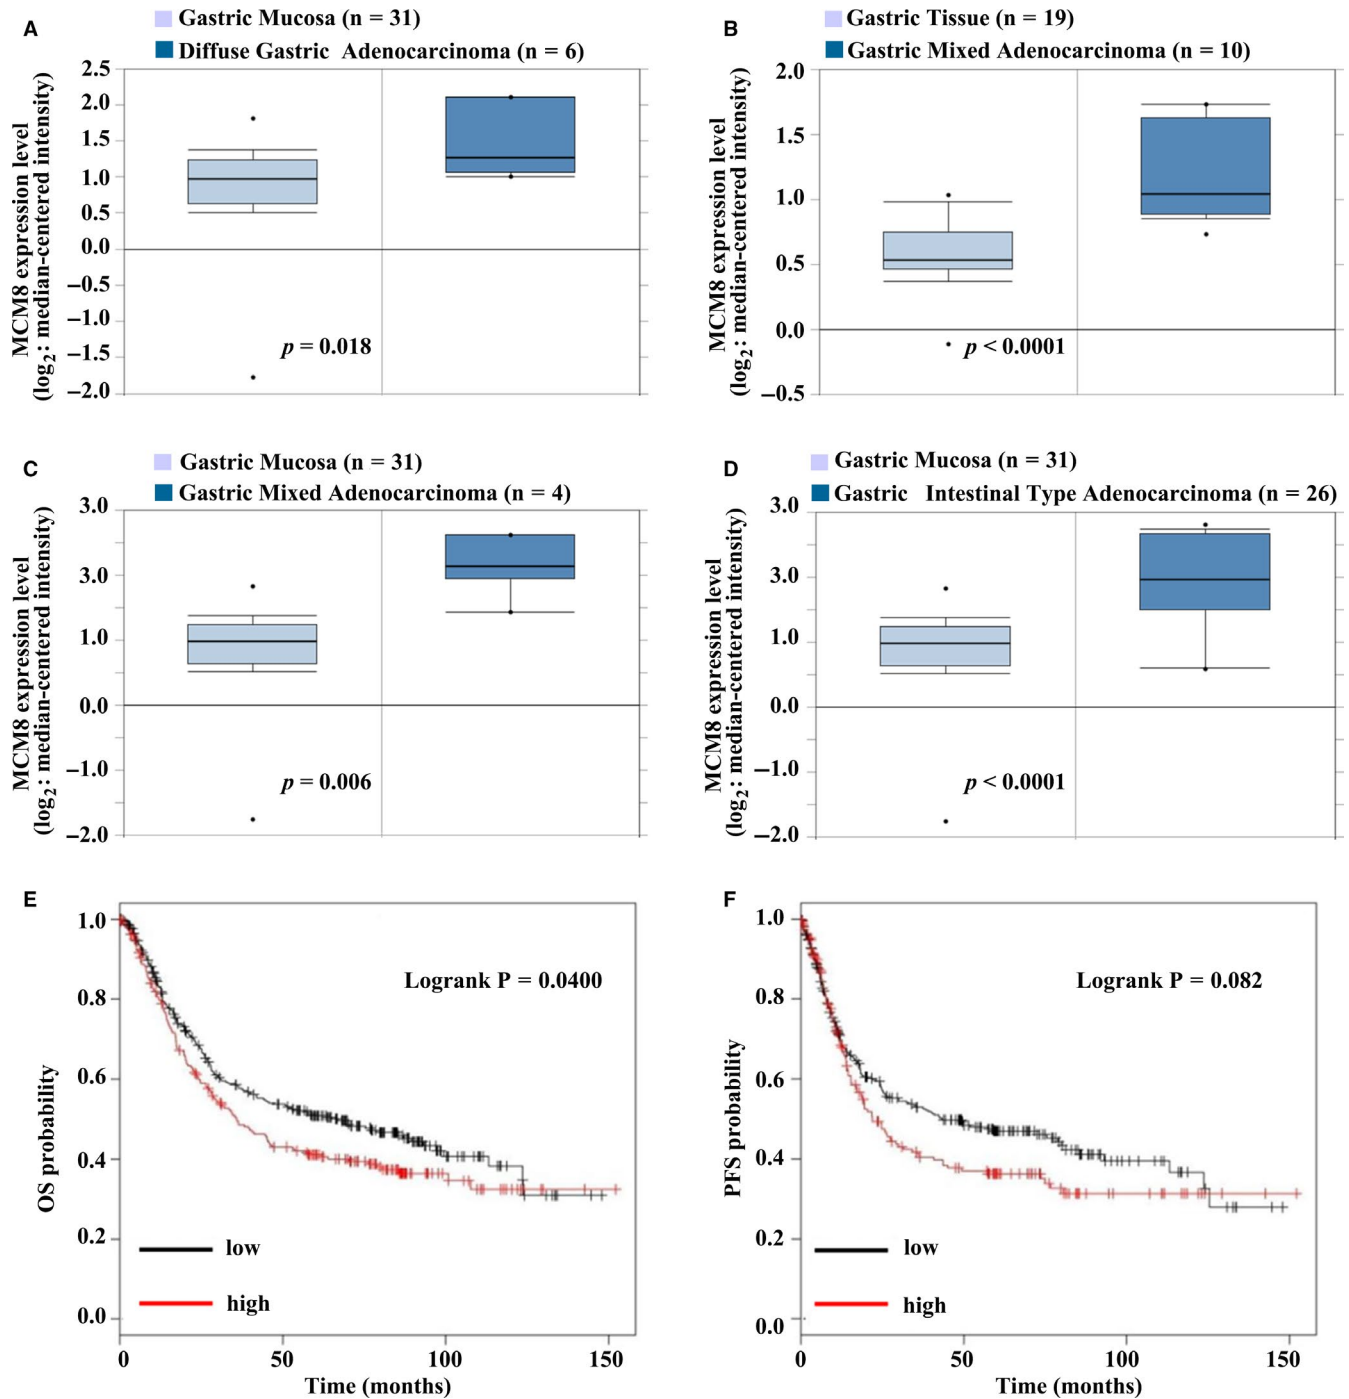 A
Gastric Mucosa (n = 31)
Diffuse Gastric Adenocarcinoma (n = 6)
MCM8 expression level
(log2: median-centered intensity)
2.5
2.0
1.5
1.0
0.5
0.0
–0.5
–1.0
–1.5
–2.0
p = 0.018
B
Gastric Tissue (n = 19)
Gastric Mixed Adenocarcinoma (n = 10)
MCM8 expression level
(log2: median-centered intensity)
2.0
1.5
1.0
0.5
0.0
–0.5
p < 0.0001
C
Gastric Mucosa (n = 31)
Gastric Mixed Adenocarcinoma (n = 4)
MCM8 expression level
(log2: median-centered intensity)
3.0
3.0
1.0
0.0
–1.0
–2.0
p = 0.006
D
Gastric Mucosa (n = 31)
Gastric Intestinal Type Adenocarcinoma (n = 26)
MCM8 expression level
(log2: median-centered intensity)
3.0
3.0
1.0
0.0
–1.0
–2.0
p < 0.0001
E
OS probability
1.0
0.8
0.6
0.4
0.2
0.0
Logrank P = 0.0400
low
high
0 50 100 150
Time (months)
F
PFS probability
1.0
0.8
0.6
0.4
0.2
0.0
Logrank P = 0.082
low
high
0 50 100 150
Time (months)